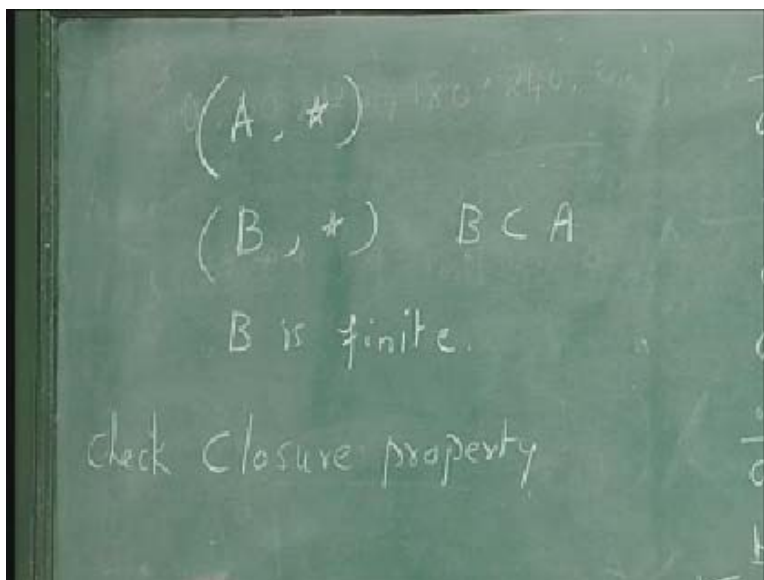 (A, *)
(B, *) B ⊂ A
B is finite.
check Closure property